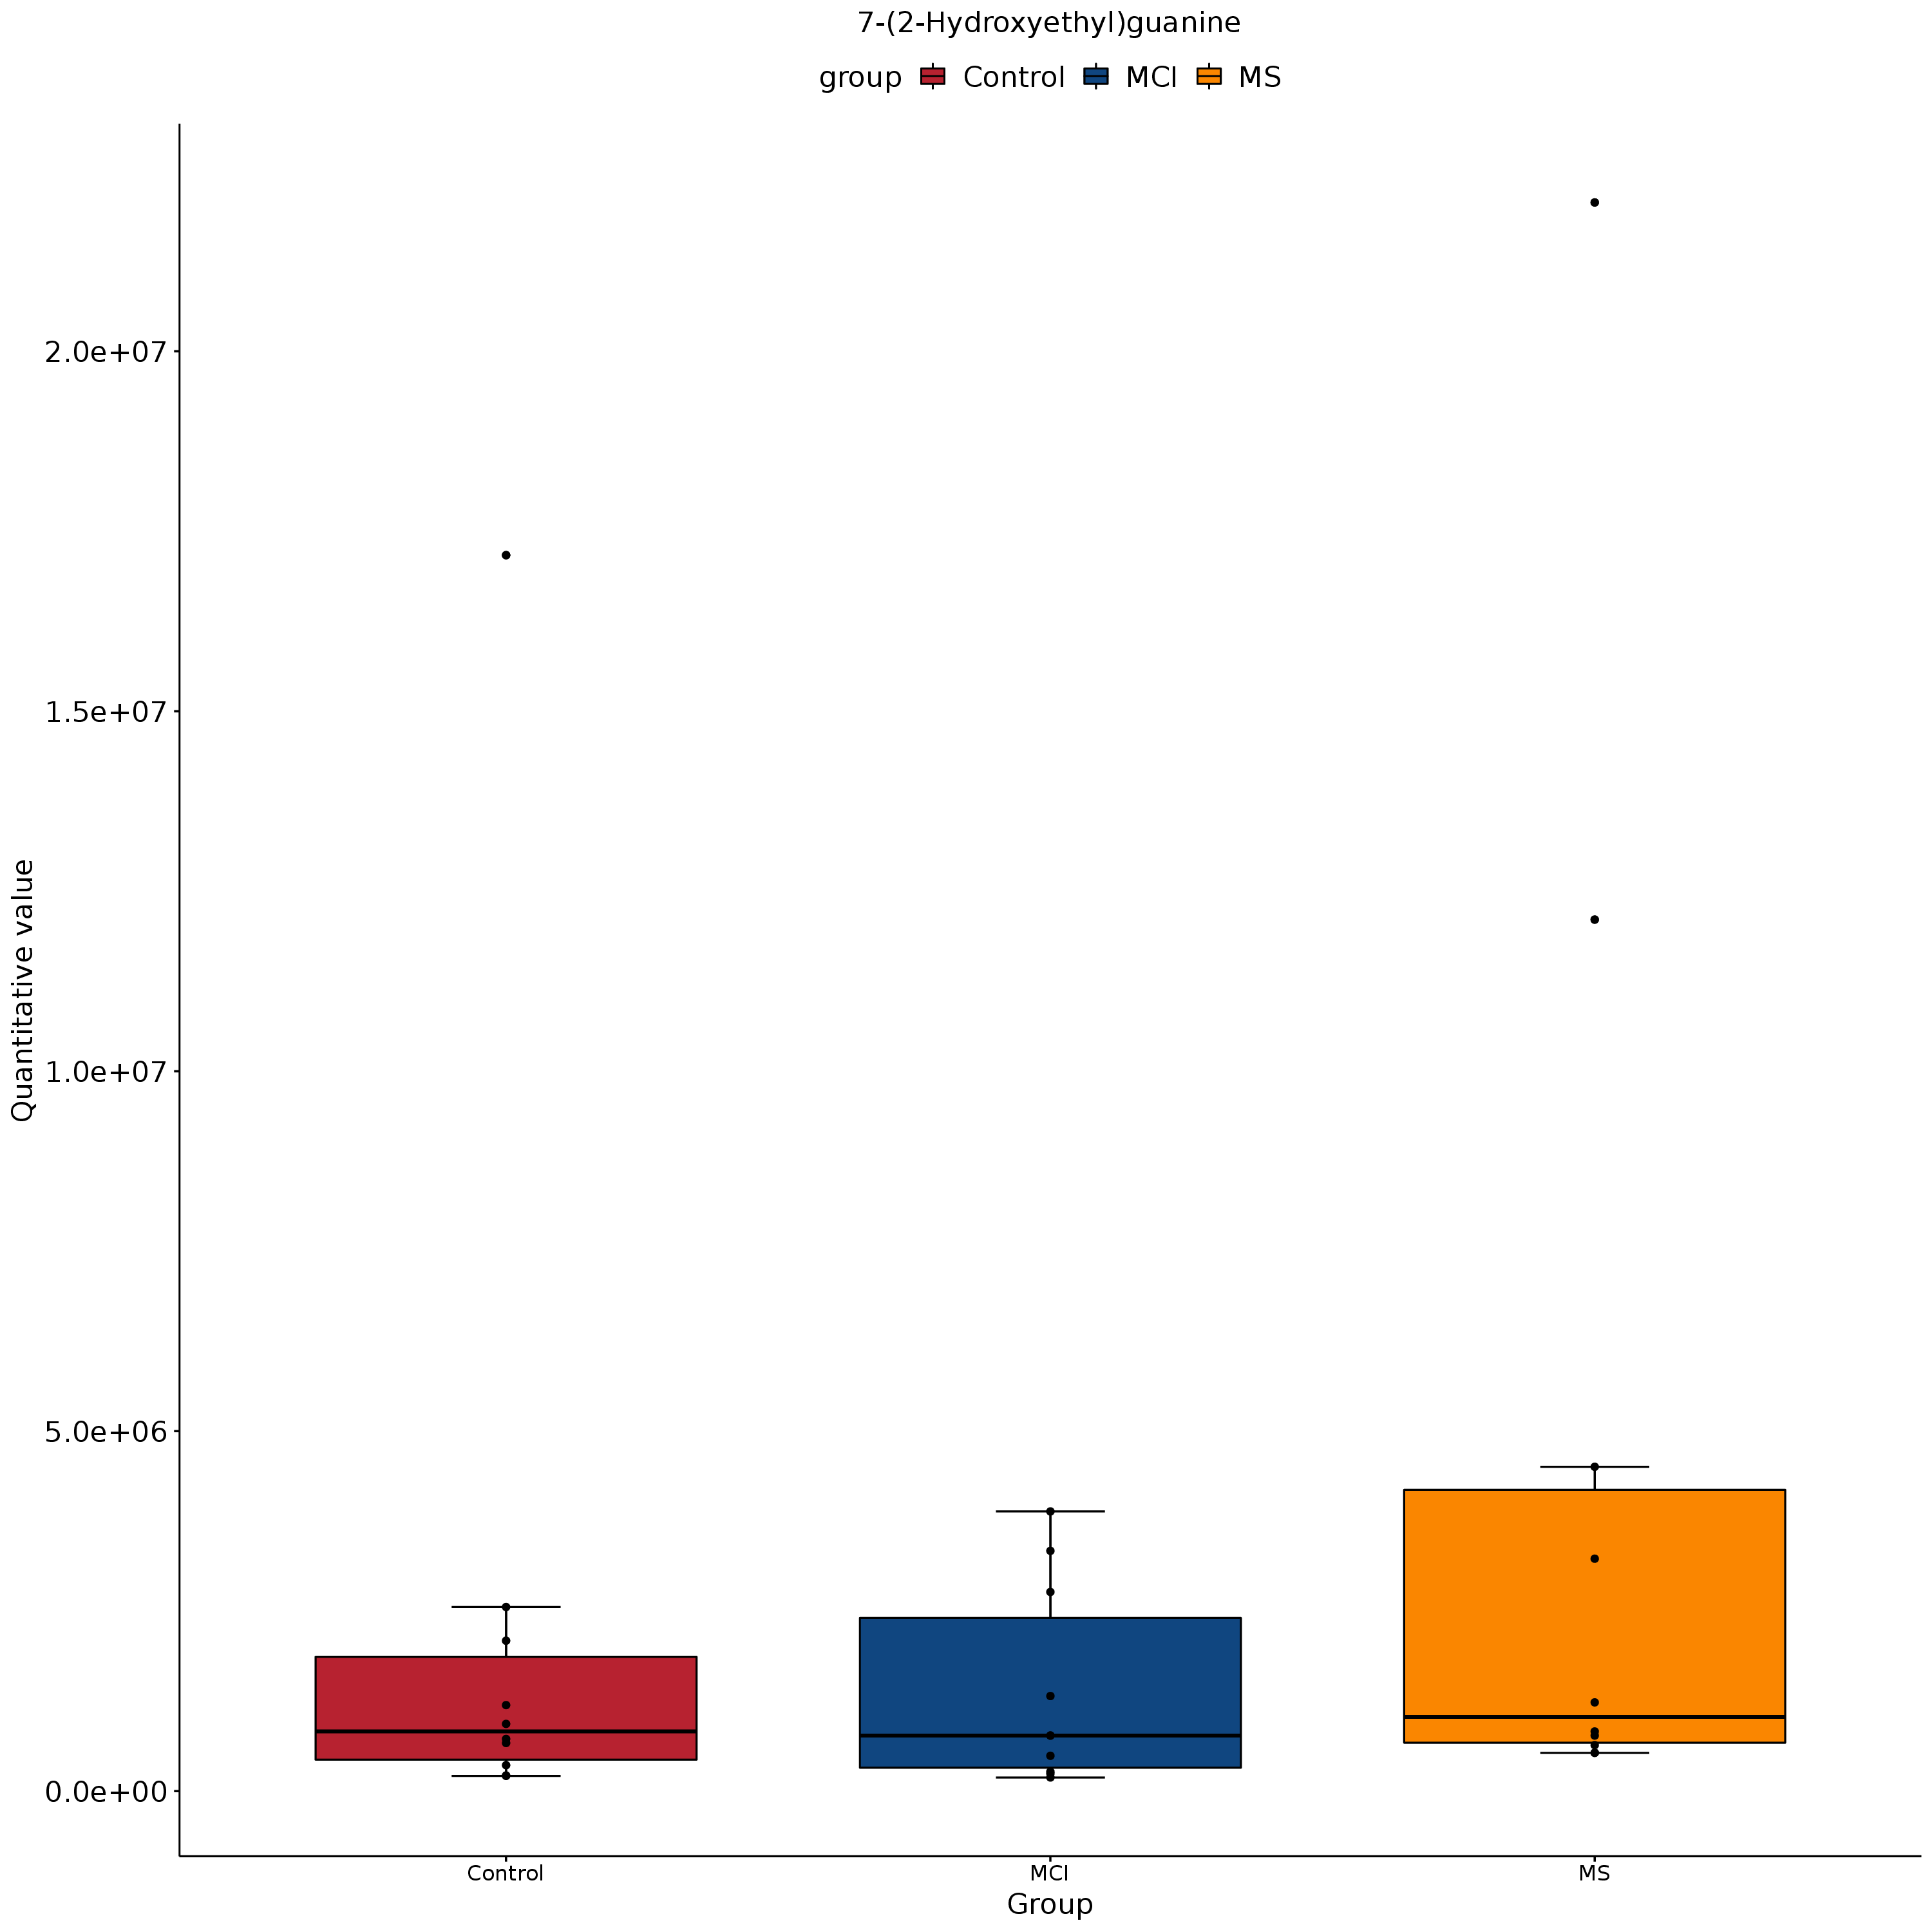 7-(2-Hydroxyethyl)guanine
group Control MCI MS
Quantitative value
2.0e+07
1.5e+07
1.0e+07
5.0e+06
0.0e+00
Control MCI MS
Group